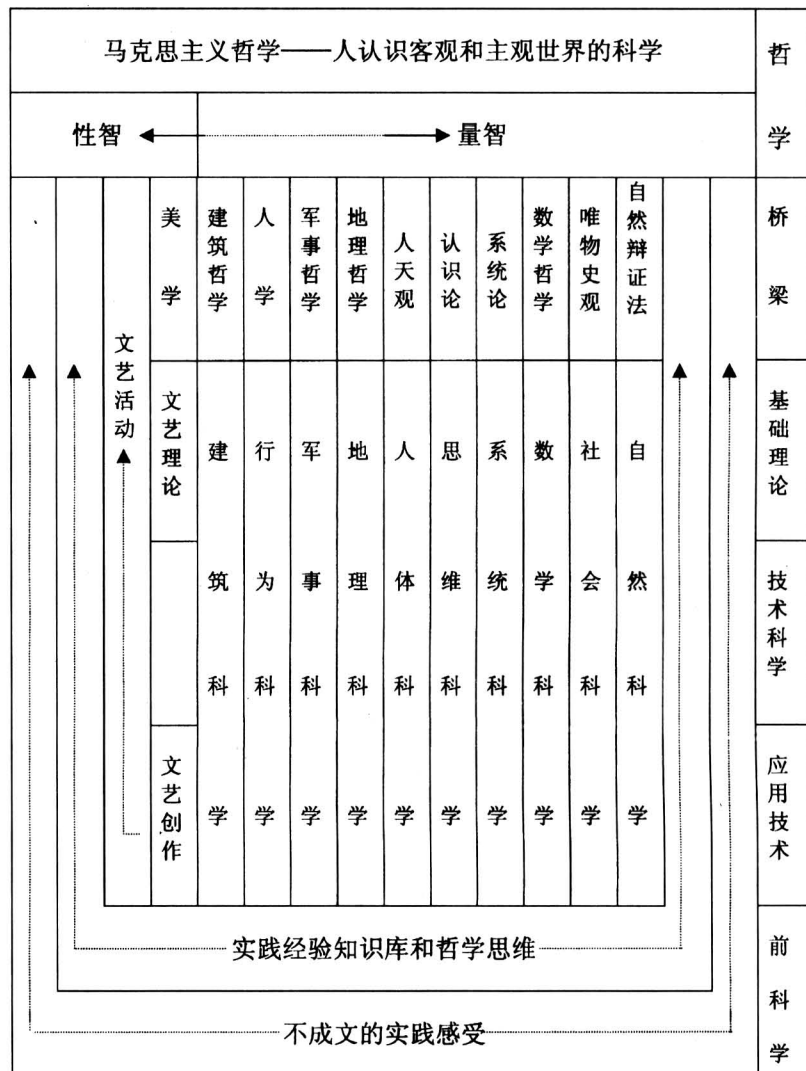 马克思主义哲学——人认识客观和主观世界的科学
哲学
性智
量智
文艺活动
美学
建筑哲学
人学
军事哲学
地理哲学
人天观
认识论
系统论
数学哲学
唯物史观
自然辩证法
桥梁
文艺理论
文艺创作
建筑科学
行为科学
军事科学
地理科学
人体科学
思维科学
系统科学
数学科学
社会科学
自然科学
基础理论
技术科学
应用技术
实践经验知识库和哲学思维
不成文的实践感受
前科学